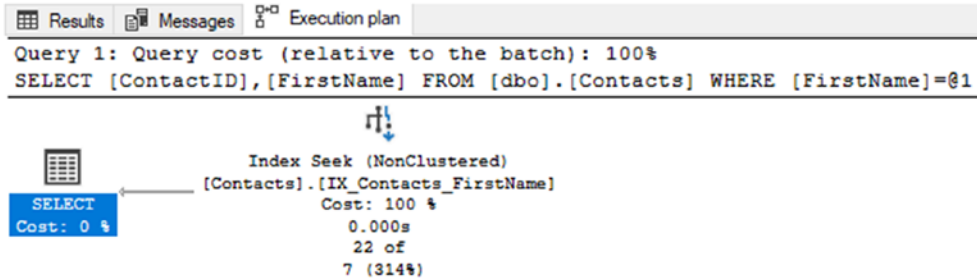 Results Messages Execution plan
Query 1: Query cost (relative to the batch): 100%
SELECT [ContactID],[FirstName] FROM [dbo].[Contacts] WHERE [FirstName]=@1
Index Seek (NonClustered)
[Contacts].[IX_Contacts_FirstName]
Cost: 100 %
0.000s
22 of
7 (314%)
SELECT
Cost: 0 %